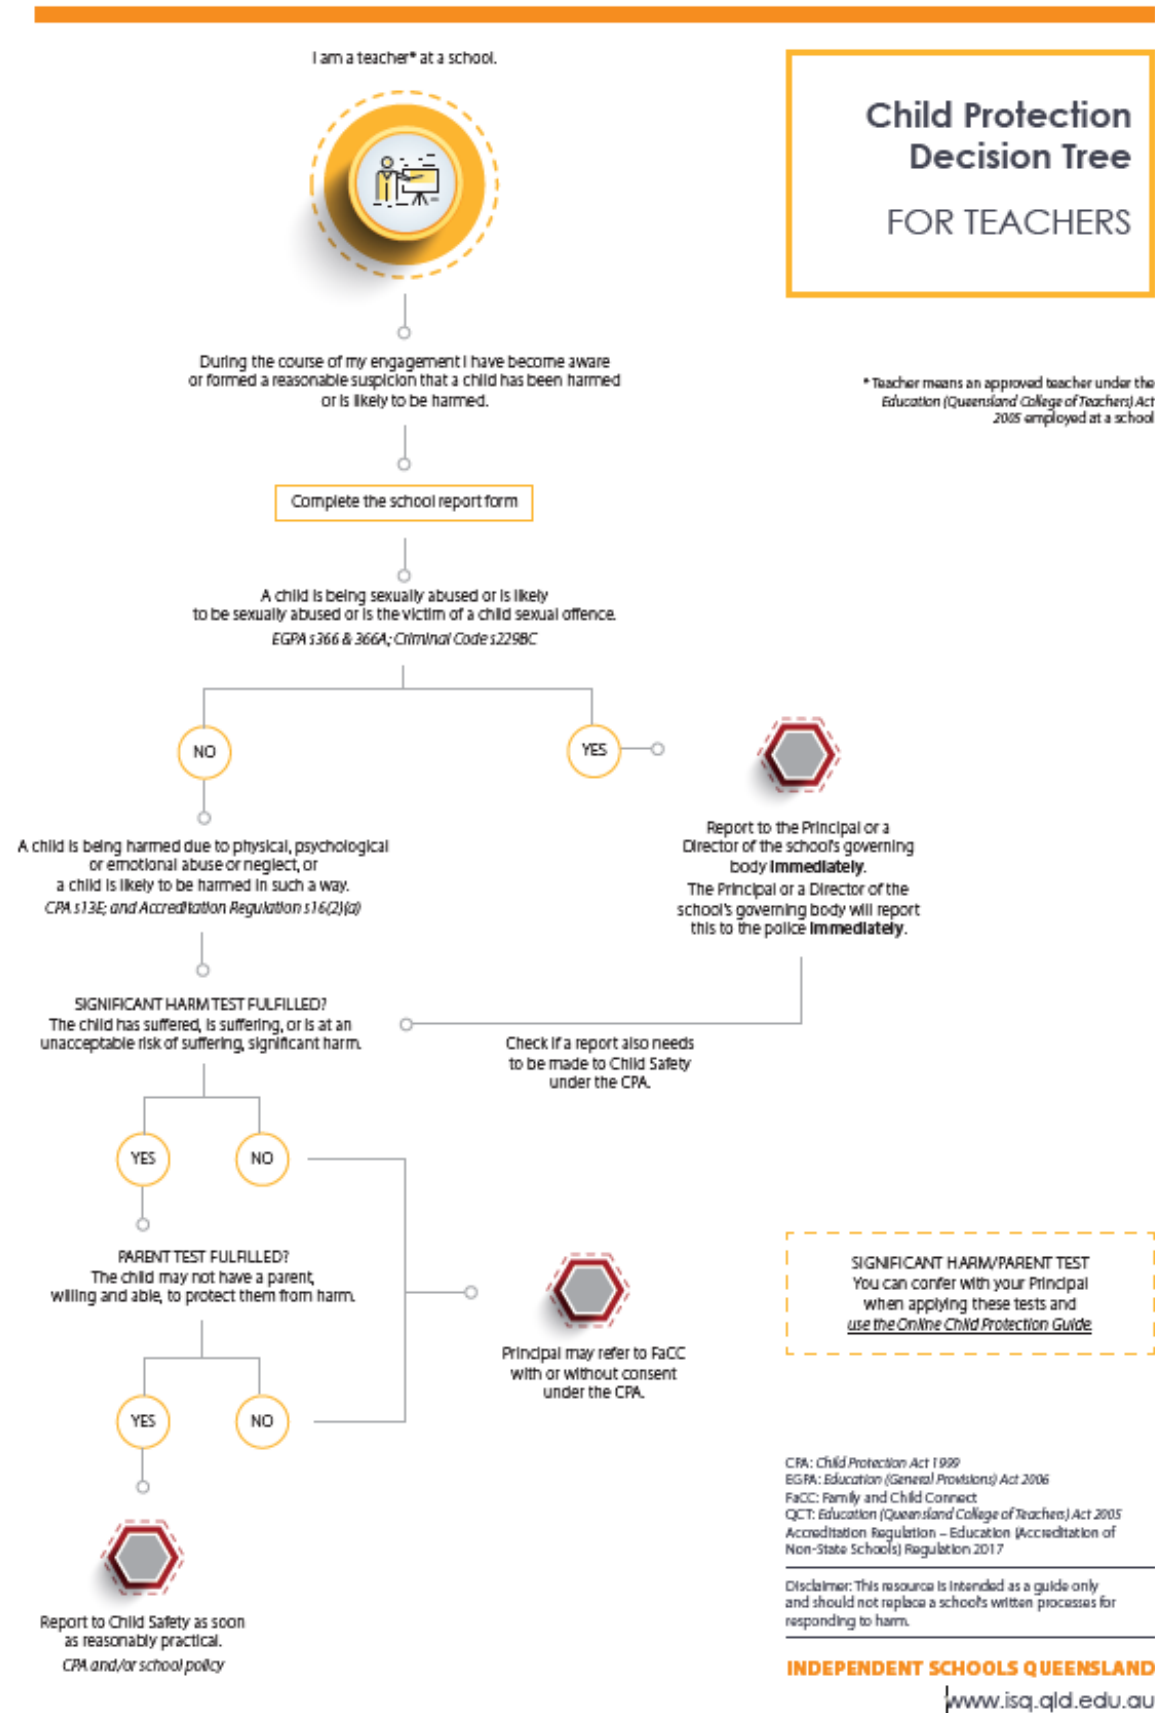 I am a teacher* at a school.
Child Protection
Decision Tree
FOR TEACHERS
During the course of my engagement I have become aware
or formed a reasonable suspicion that a child has been harmed
or is likely to be harmed.
* Teacher means an approved teacher under the
Education (Queensland College of Teachers) Act
2005 employed at a school
Complete the school report form
A child is being sexually abused or is likely
to be sexually abused or is the victim of a child sexual offence.
EGPA s366 & 366A; Criminal Code s229BC
NO
YES
Report to the Principal or a
Director of the school's governing
body immediately.
The Principal or a Director of the
school's governing body will report
this to the police immediately.
A child is being harmed due to physical, psychological
or emotional abuse or neglect, or
a child is likely to be harmed in such a way.
CPA s13E; and Accreditation Regulation s16(2)(a)
SIGNIFICANT HARM TEST FULFILLED?
The child has suffered, is suffering, or is at an
unacceptable risk of suffering, significant harm.
Check if a report also needs
to be made to Child Safety
under the CPA.
YES
NO
PARENT TEST FULFILLED?
The child may not have a parent,
willing and able, to protect them from harm.
Principal may refer to FaCC
with or without consent
under the CPA.
SIGNIFICANT HARM/PARENT TEST
You can confer with your Principal
when applying these tests and
use the Online Child Protection Guide.
YES
NO
Report to Child Safety as soon
as reasonably practical.
CPA and/or school policy
CPA: Child Protection Act 1999
EGPA: Education (General Provisions) Act 2006
FaCC: Family and Child Connect
QCT: Education (Queensland College of Teachers) Act 2005
Accreditation Regulation – Education (Accreditation of
Non-State Schools) Regulation 2017
Disclaimer: This resource is intended as a guide only
and should not replace a school's written processes for
responding to harm.
INDEPENDENT SCHOOLS QUEENSLAND
www.isq.qld.edu.au